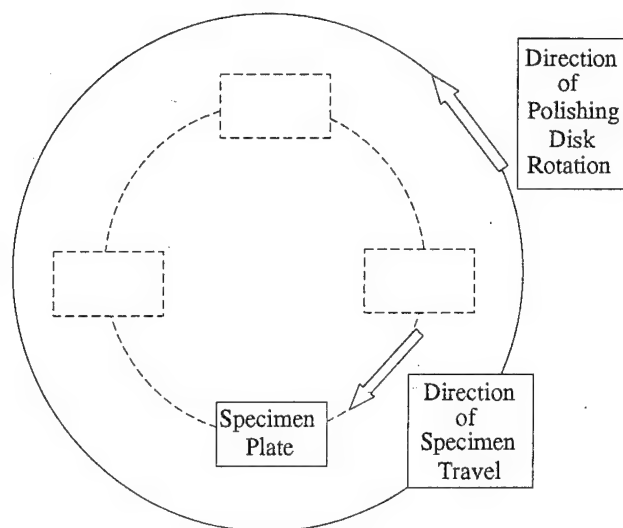 Direction
of
Polishing
Disk
Rotation
Specimen
Plate
Direction
of
Specimen
Travel